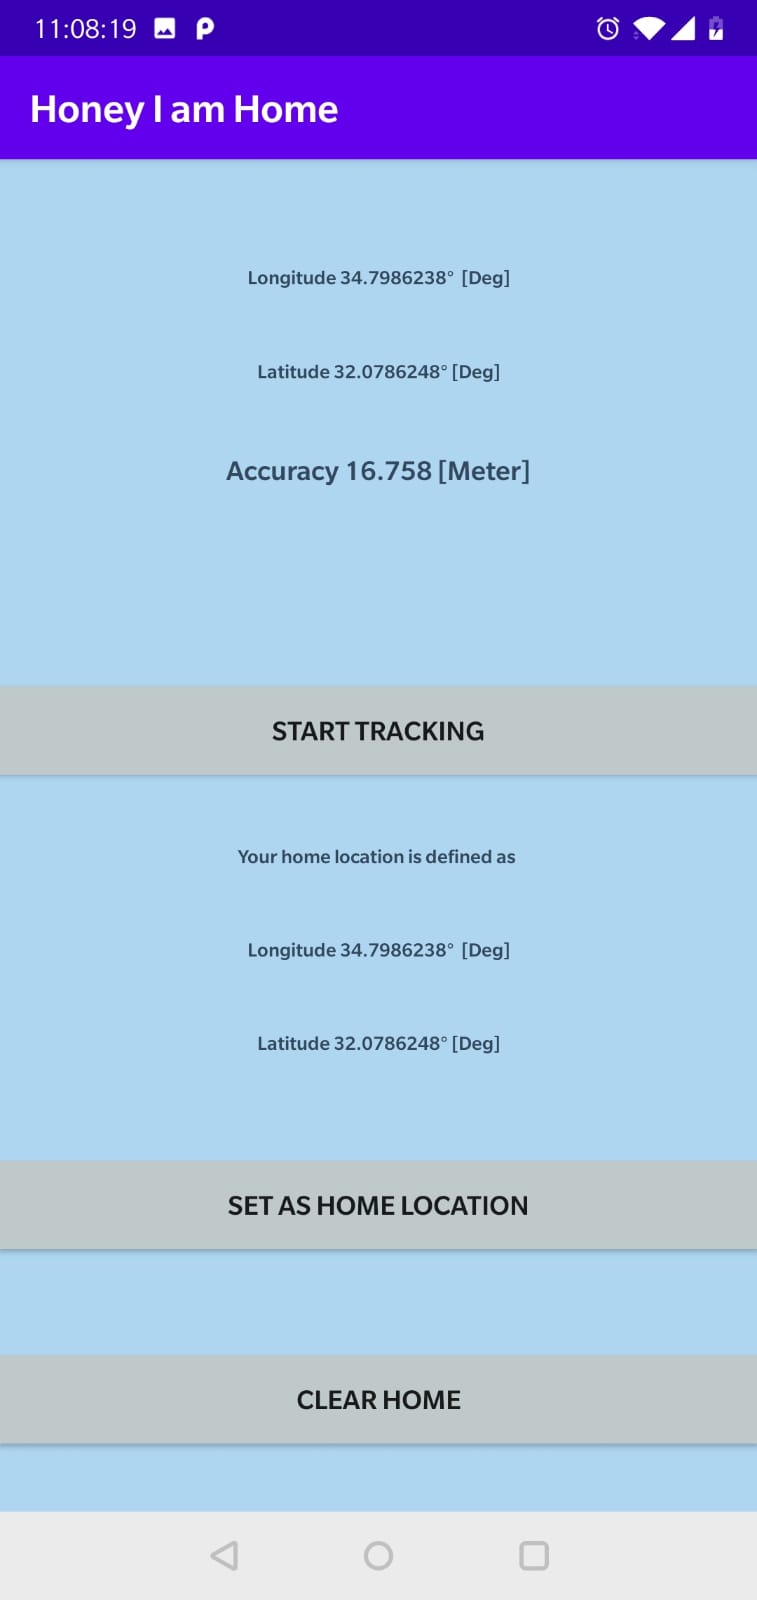 11:08:19
Honey I am Home
Longitude 34.7986238° [Deg]
Latitude 32.0786248° [Deg]
Accuracy 16.758 [Meter]
START TRACKING
Your home location is defined as
Longitude 34.7986238° [Deg]
Latitude 32.0786248° [Deg]
SET AS HOME LOCATION
CLEAR HOME